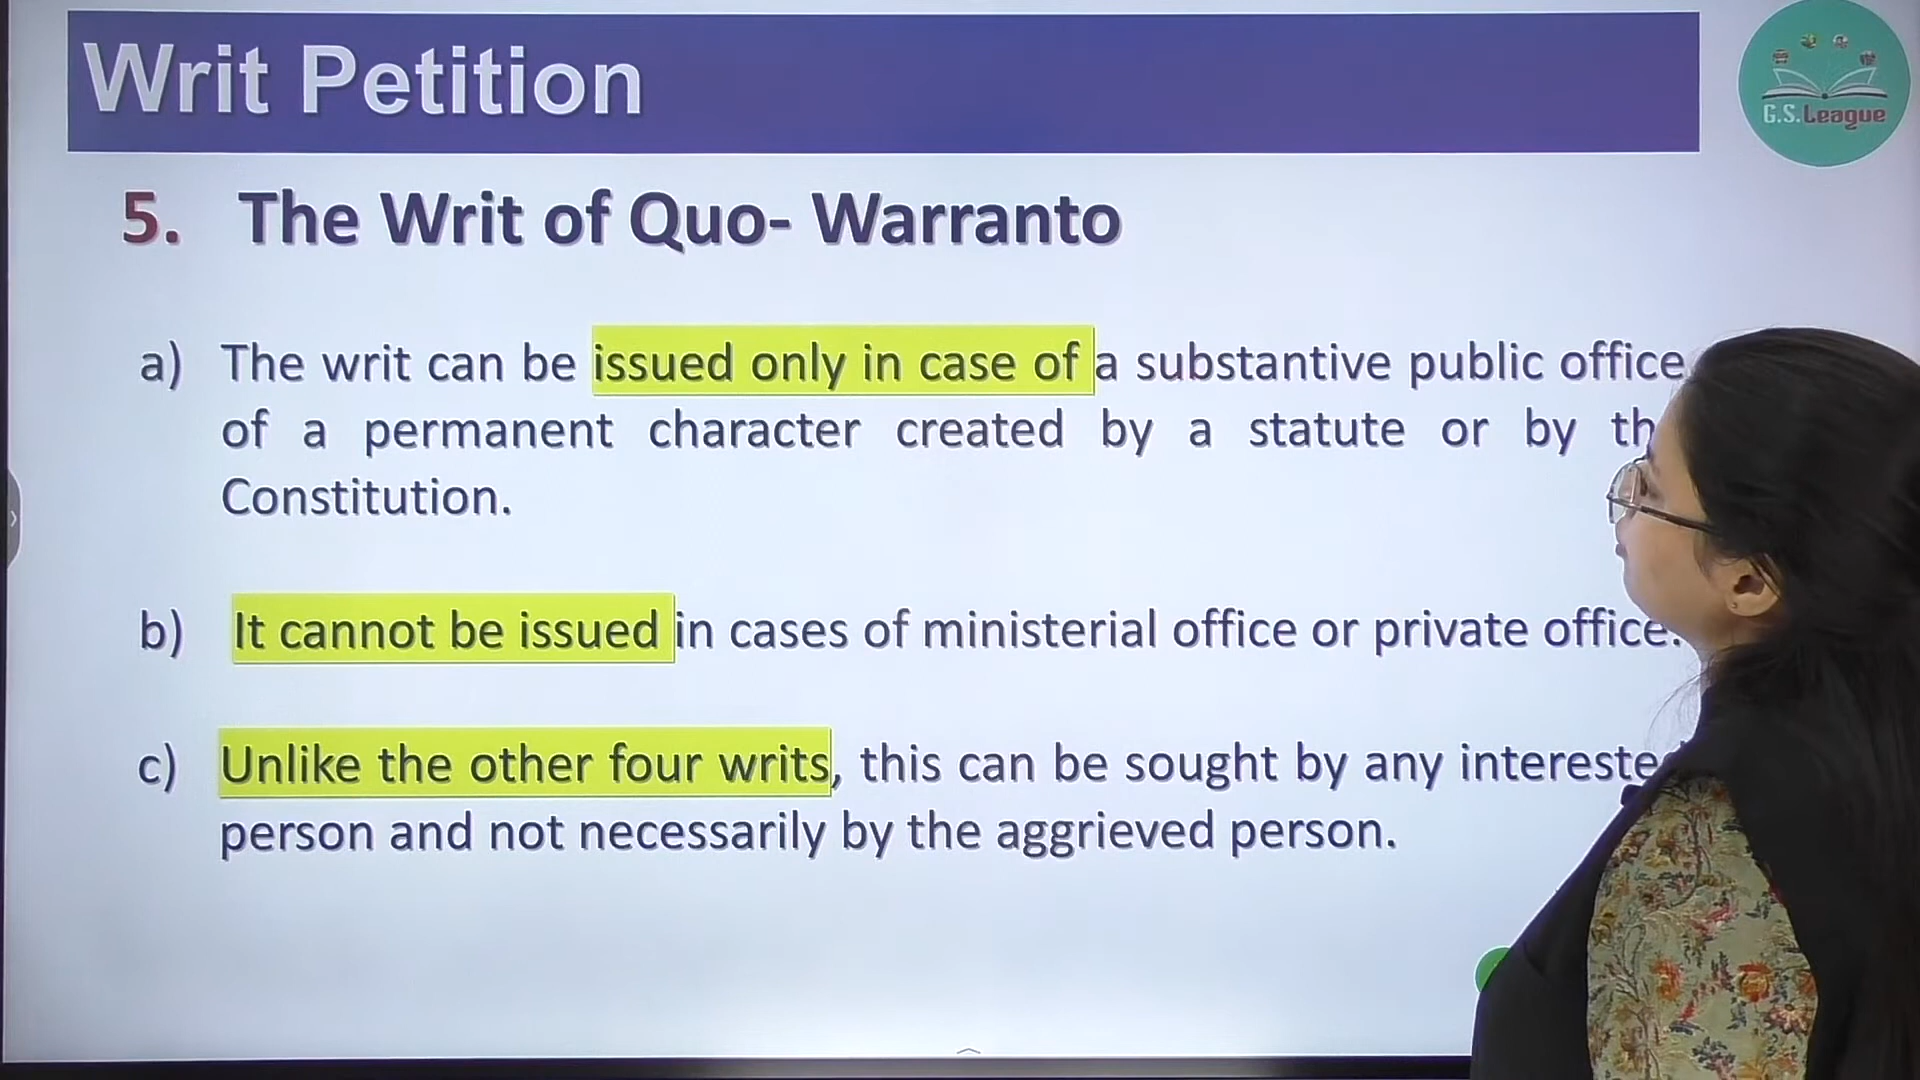 Writ Petition
G.S.League
5. The Writ of Quo- Warranto
a) The writ can be issued only in case of a substantive public office
of a permanent character created by a statute or by
Constitution.
b) It cannot be issued in cases of ministerial office or private office.
c) Unlike the other four writs, this can be sought by any
person and not necessarily by the aggrieved person.